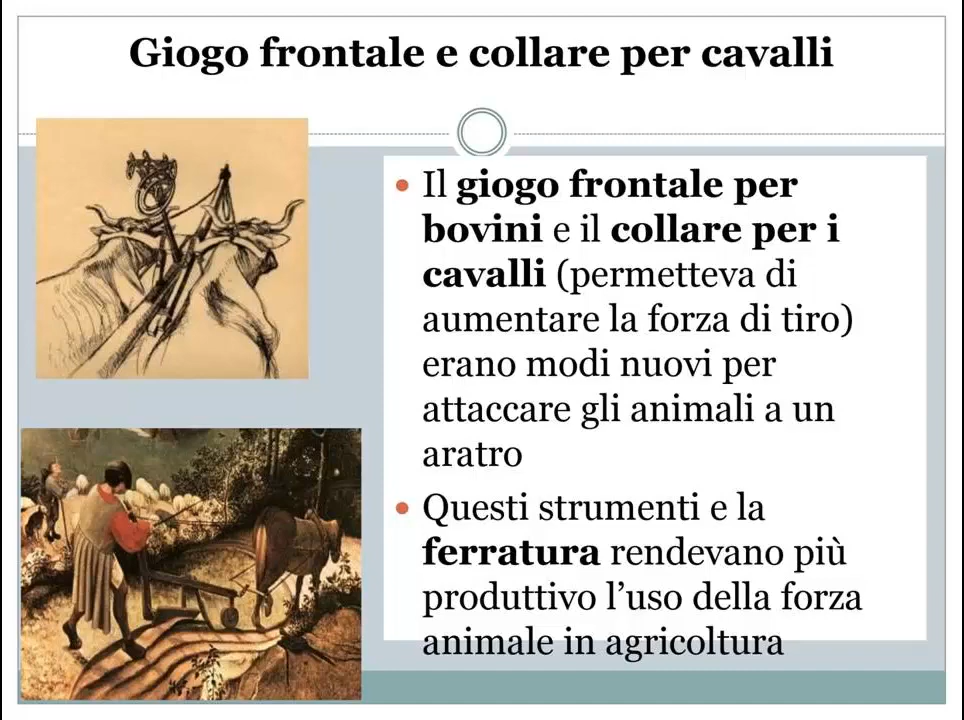 Giogo frontale e collare per cavalli
• Il giogo frontale per
bovini e il collare per i
cavalli (permetteva di
aumentare la forza di tiro)
erano modi nuovi per
attaccare gli animali a un
aratro
• Questi strumenti e la
ferratura rendevano più
produttivo l’uso della forza
animale in agricoltura